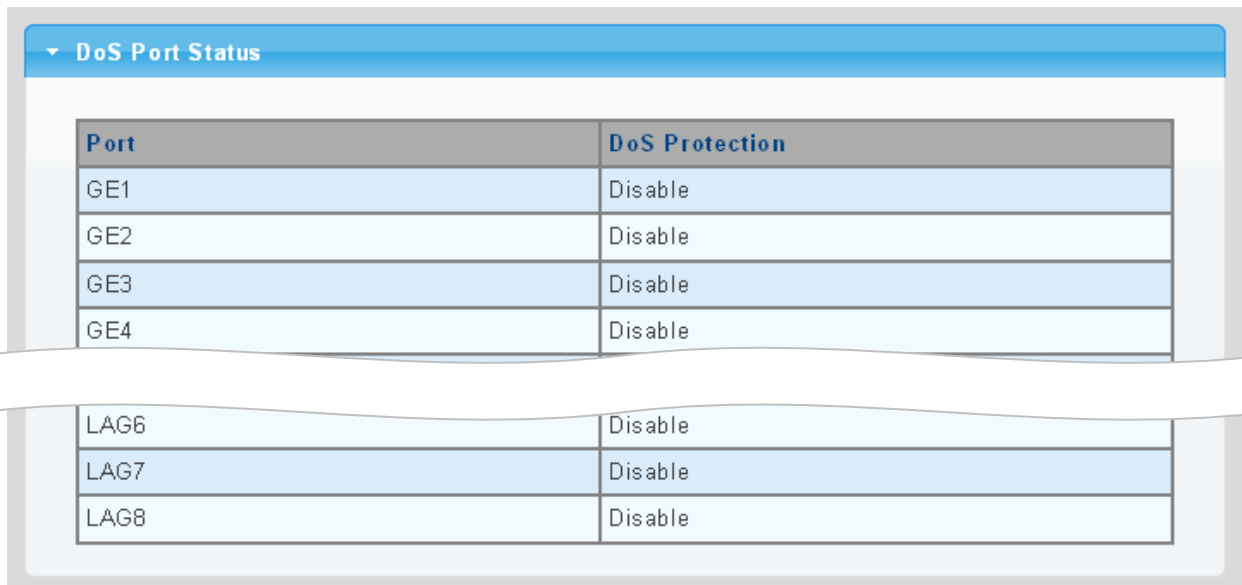 DoS Port Status
Port DoS Protection
GE1 Disable
GE2 Disable
GE3 Disable
GE4 Disable
LAG6 Disable
LAG7 Disable
LAG8 Disable